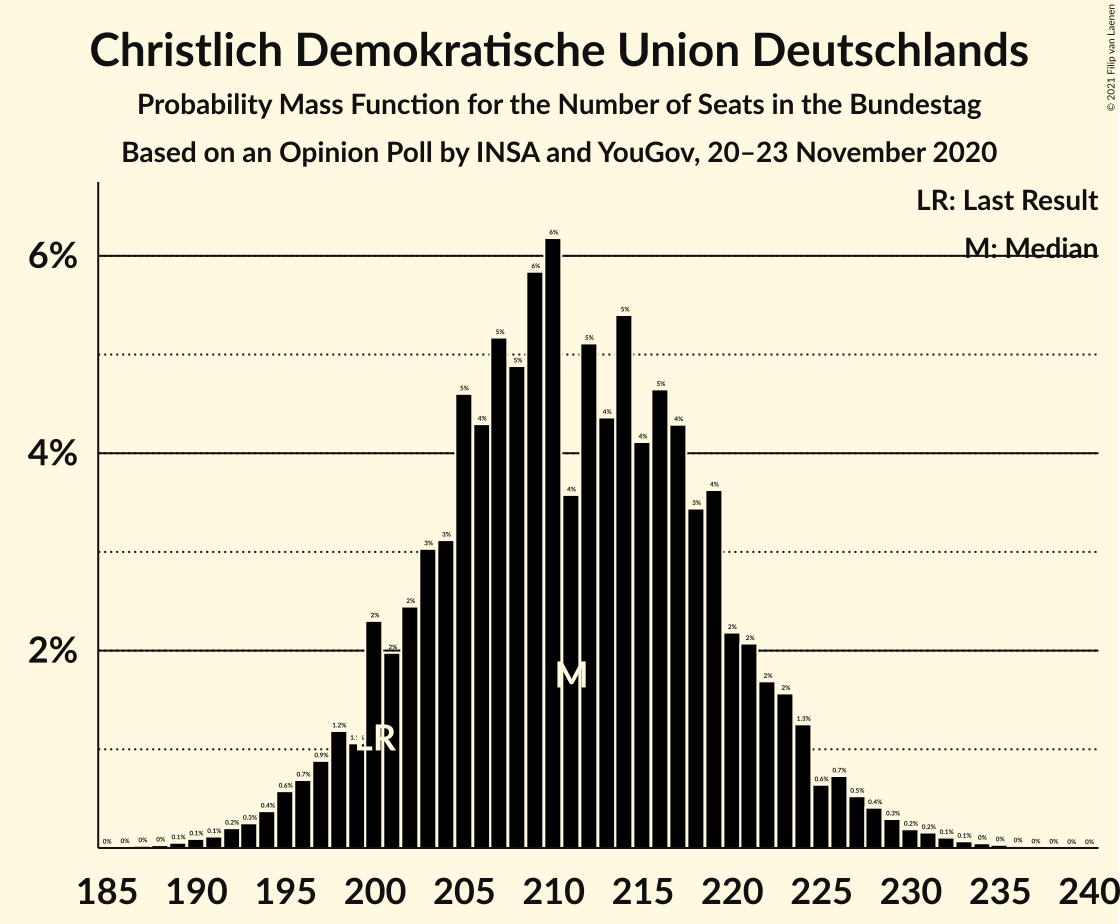 Christlich Demokratische Union Deutschlands
Probability Mass Function for the Number of Seats in the Bundestag
Based on an Opinion Poll by INSA and YouGov, 20–23 November 2020
© 2021 Filip van Laenen
LR: Last Result
M: Median
6%
4%
2%
0% 0% 0% 0% 0.1% 0.1% 0.1% 0.2% 0.3% 0.4% 0.6% 0.7% 0.9% 1.2% 2% 2% 2% 3% 3% 5% 4% 5% 5% 6% 6% 4% 5% 4% 5% 4% 5% 4% 3% 4% 2% 2% 2% 2% 1.3% 0.6% 0.7% 0.5% 0.4% 0.3% 0.2% 0.2% 0.1% 0.1% 0% 0% 0% 0% 0% 0% 0%
M
LR
185 190 195 200 205 210 215 220 225 230 235 240